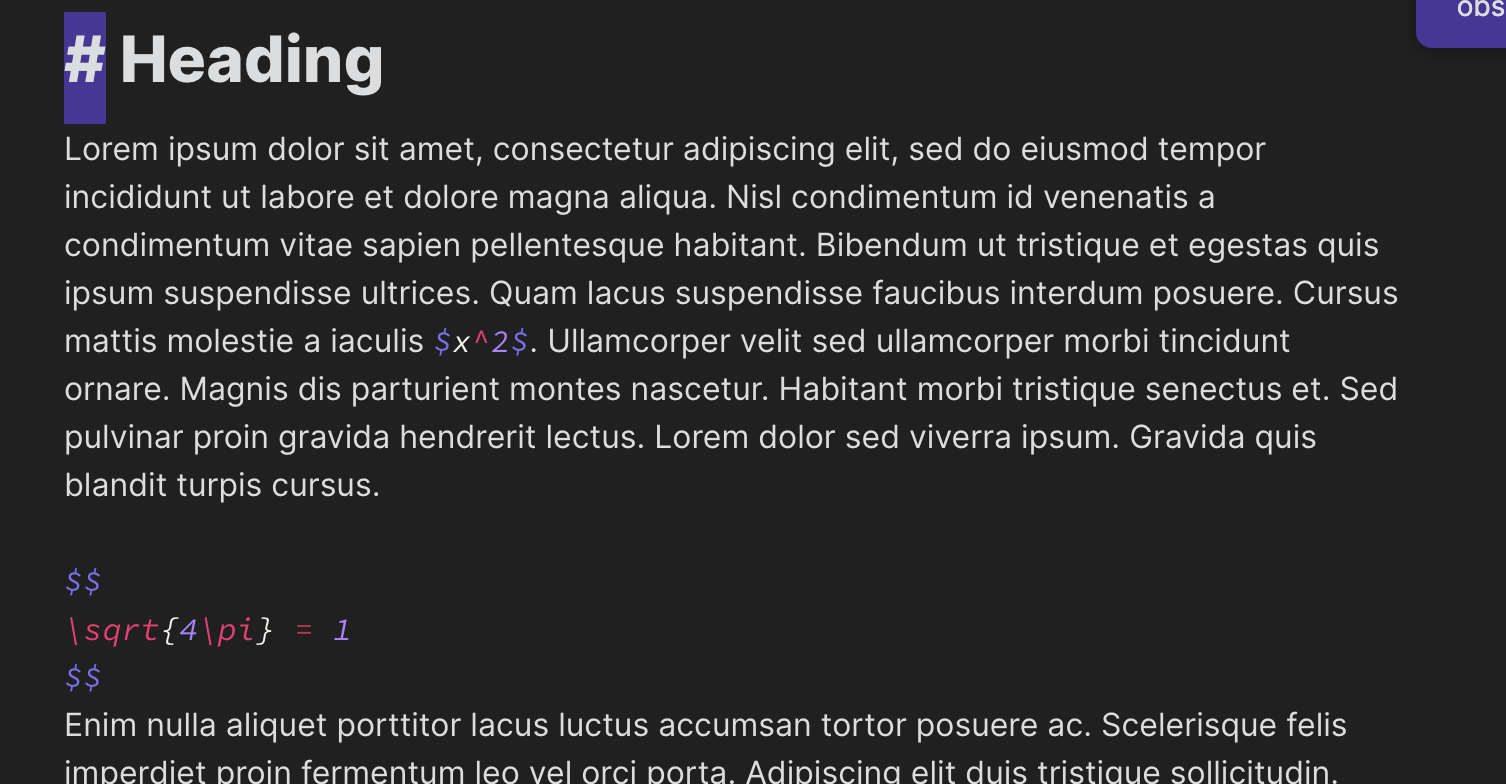 obs
# Heading
Lorem ipsum dolor sit amet, consectetur adipiscing elit, sed do eiusmod tempor
incididunt ut labore et dolore magna aliqua. Nisl condimentum id venenatis a
condimentum vitae sapien pellentesque habitant. Bibendum ut tristique et egestas quis
ipsum suspendisse ultrices. Quam lacus suspendisse faucibus interdum posuere. Cursus
mattis molestie a iaculis $x^2$. Ullamcorper velit sed ullamcorper morbi tincidunt
ornare. Magnis dis parturient montes nascetur. Habitant morbi tristique senectus et. Sed
pulvinar proin gravida hendrerit lectus. Lorem dolor sed viverra ipsum. Gravida quis
blandit turpis cursus.
$$
\sqrt{4\pi} = 1
$$
Enim nulla aliquet porttitor lacus luctus accumsan tortor posuere ac. Scelerisque felis
imperdiet proin fermentum leo vel orci porta. Adipiscing elit duis tristique sollicitudin.